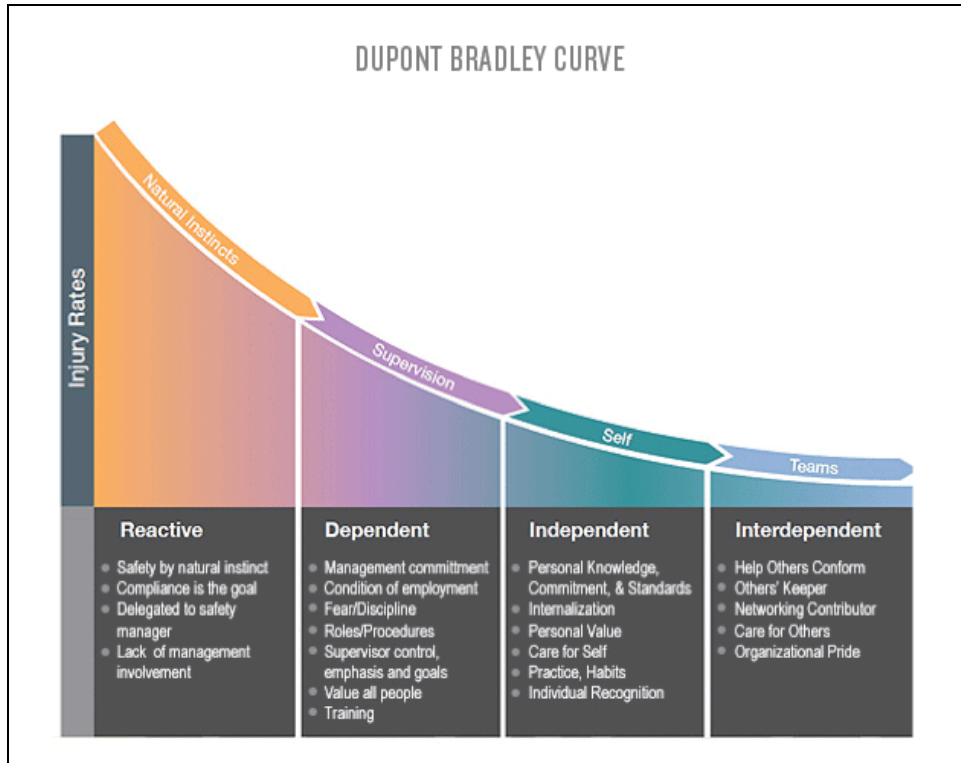 DUPONT BRADLEY CURVE
Injury Rates
Natural Instincts
Supervision
Self
Teams
Reactive
Safety by natural instinct
Compliance is the goal
Delegated to safety
manager
Lack of management
involvement
Dependent
Management committment
Condition of employment
Fear/Discipline
Roles/Procedures
Supervisor control,
emphasis and goals
Value all people
Training
Independent
Personal Knowledge,
Commitment, & Standards
Internalization
Personal Value
Care for Self
Practice, Habits
Individual Recognition
Interdependent
Help Others Conform
Others' Keeper
Networking Contributor
Care for Others
Organizational Pride